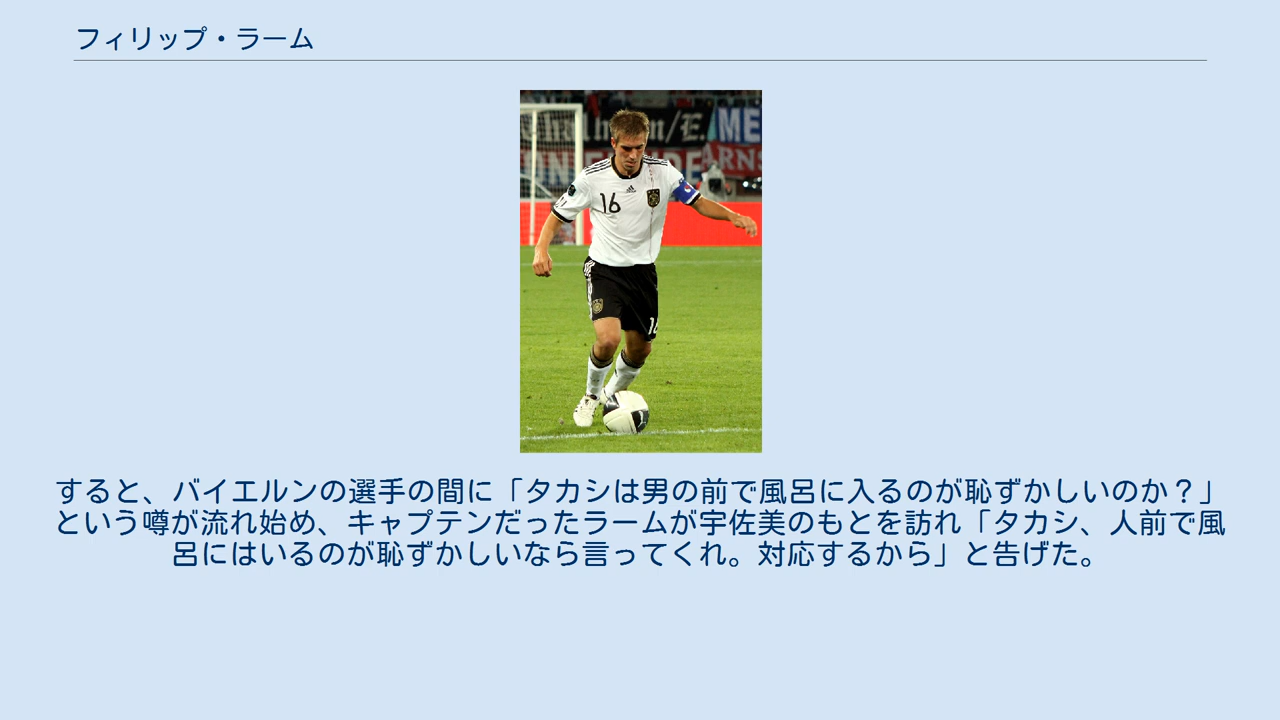 フィリップ・ラーム
ME
16
16
すると、バイエルンの選手の間に「タカシは男の前で風呂に入るのが恥ずかしいのか？」
という噂が流れ始め、キャプテンだったラームが宇佐美のもとを訪れ「タカシ、人前で風
呂にはいるのが恥ずかしいなら言ってくれ。対応するから」と告げた。